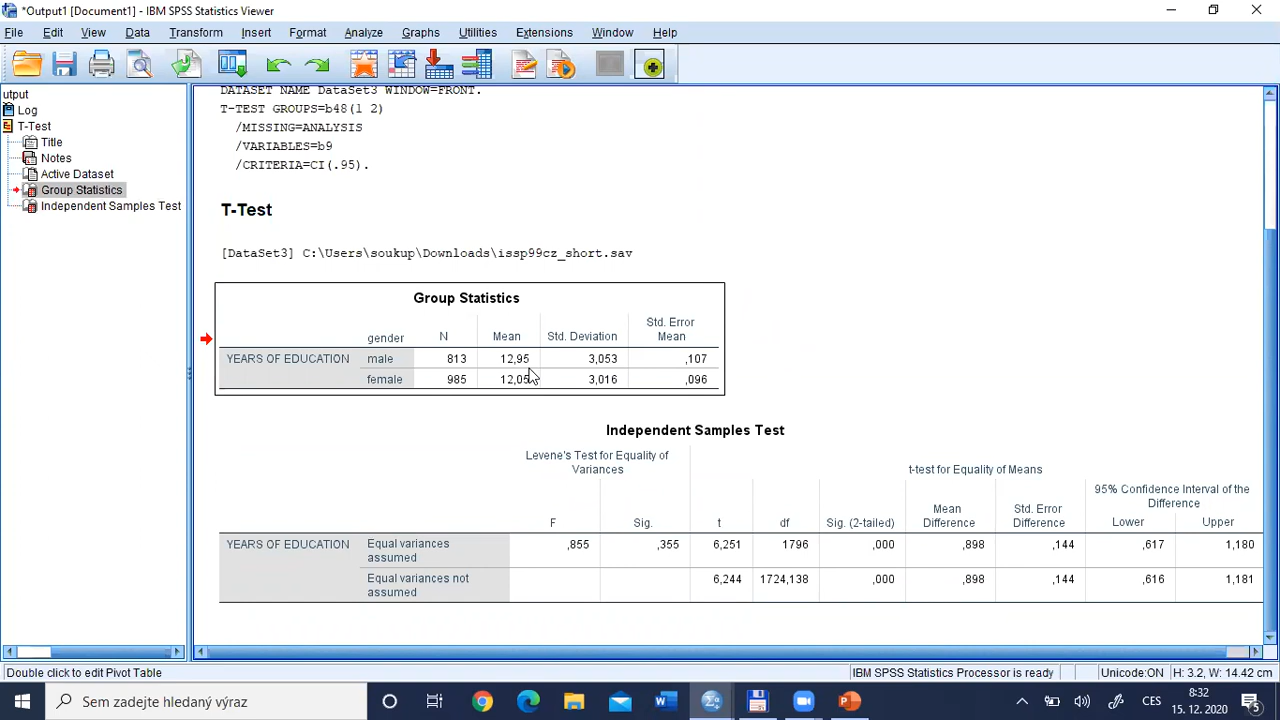 *Output1 [Document1] - IBM SPSS Statistics Viewer
File Edit View Data Transform Insert Format Analyze Graphs Utilities Extensions Window Help
utput
Log
T-Test
Title
Notes
Active Dataset
Group Statistics
Independent Samples Test
DATASET NAME DataSet3 WINDOW=FRONT.
T-TEST GROUPS=b48(1 2)
/MISSING=ANALYSIS
/VARIABLES=b9
/CRITERIA=CI(.95).
T-Test
[DataSet3] C:\Users\soukup\Downloads\issp99cz_short.sav
Group Statistics
gender N Mean Std. Deviation Std. Error Mean
YEARS OF EDUCATION male 813 12,95 3,053 ,107
female 985 12,05 3,016 ,096
Independent Samples Test
Levene's Test for Equality of Variances t-test for Equality of Means
95% Confidence Interval of the Difference
F Sig. t df Sig. (2-tailed) Mean Difference Std. Error Difference Lower Upper
YEARS OF EDUCATION Equal variances assumed ,855 ,355 6,251 1796 ,000 ,898 ,144 ,617 1,180
Equal variances not assumed 6,244 1724,138 ,000 ,898 ,144 ,616 1,181
Double click to edit Pivot Table IBM SPSS Statistics Processor is ready Unicode:ON H: 3.2, W: 14.42 cm
Sem zadejte hledaný výraz CES 8:32
15. 12. 2020 5